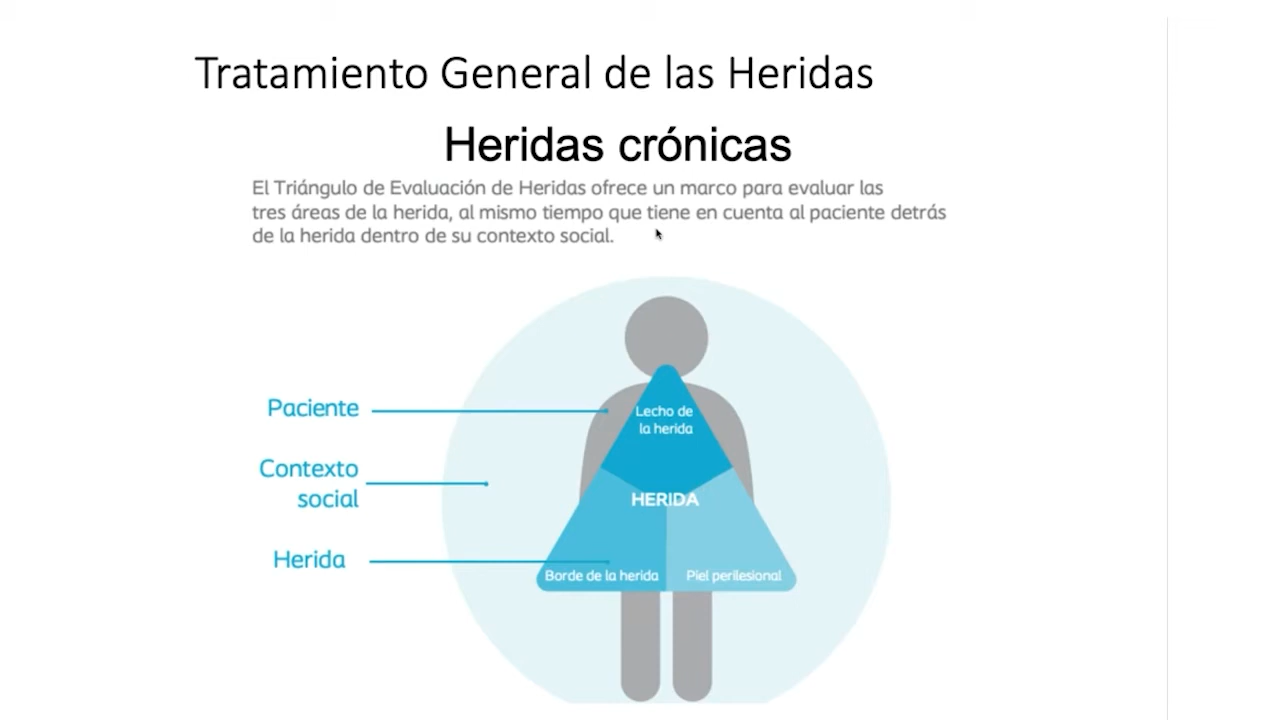 Tratamiento General de las Heridas
Heridas crónicas
El Triángulo de Evaluación de Heridas ofrece un marco para evaluar las
tres áreas de la herida, al mismo tiempo que tiene en cuenta al paciente detrás
de la herida dentro de su contexto social.
Paciente
Contexto
social
Herida
Lecho de
la herida
HERIDA
Borde de la herida
Piel perilesional